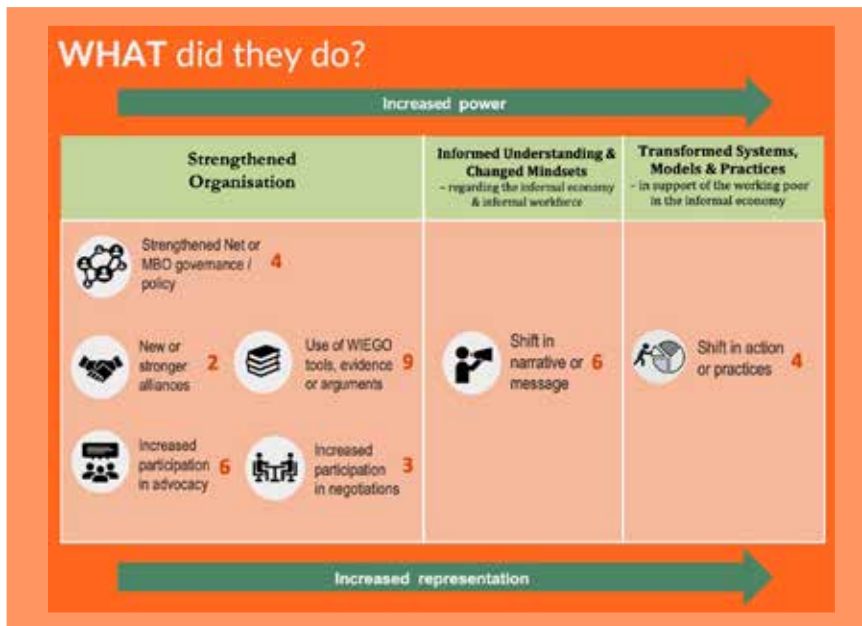 WHAT did they do?
Increased power
Strengthened
Organisation
Informed Understanding &
Changed Mindsets
– regarding the informal economy
& informal workforce
Transformed Systems,
Models & Practices
– in support of the working poor
in the informal economy
Strengthened Net or
MBO governance / 4
policy
New or
stronger 2
alliances
Use of WIEGO
tools, evidence 9
or arguments
Increased
participation 6
in advocacy
Increased
participation 3
in negotiations
Shift in
narrative or 6
message
Shift in action
or practices 4
Increased representation